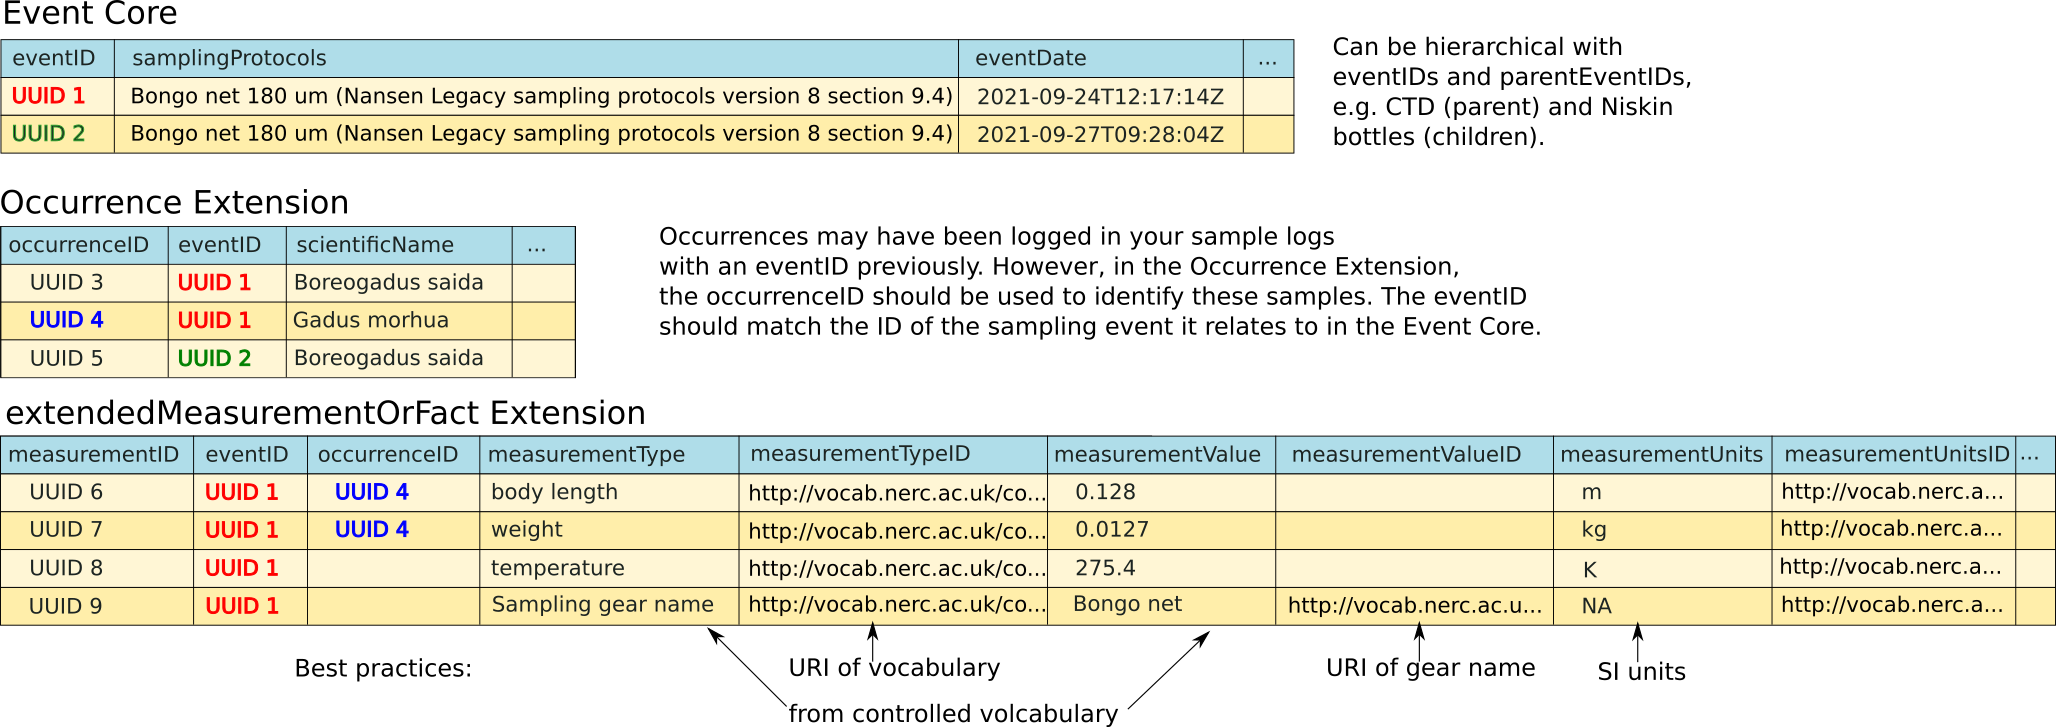 Event Core
eventID samplingProtocols eventDate ...
UUID 1 Bongo net 180 um (Nansen Legacy sampling protocols version 8 section 9.4) 2021-09-24T12:17:14Z
UUID 2 Bongo net 180 um (Nansen Legacy sampling protocols version 8 section 9.4) 2021-09-27T09:28:04Z
Can be hierarchical with
eventIDs and parentEventIDs,
e.g. CTD (parent) and Niskin
bottles (children).
Occurrence Extension
occurrenceID eventID scientificName ...
UUID 3 UUID 1 Boreogadus saida
UUID 4 UUID 1 Gadus morhua
UUID 5 UUID 2 Boreogadus saida
Occurrences may have been logged in your sample logs
with an eventID previously. However, in the Occurrence Extension,
the occurrenceID should be used to identify these samples. The eventID
should match the ID of the sampling event it relates to in the Event Core.
extendedMeasurementOrFact Extension
measurementID eventID occurrenceID measurementType measurementTypeID measurementValue measurementValueID measurementUnits measurementUnitsID ...
UUID 6 UUID 1 UUID 4 body length http://vocab.nerc.ac.uk/co... 0.128 m http://vocab.nerc.a...
UUID 7 UUID 1 UUID 4 weight http://vocab.nerc.ac.uk/co... 0.0127 kg http://vocab.nerc.a...
UUID 8 UUID 1 temperature http://vocab.nerc.ac.uk/co... 275.4 K http://vocab.nerc.a...
UUID 9 UUID 1 Sampling gear name http://vocab.nerc.ac.uk/co... Bongo net http://vocab.nerc.ac.u... NA http://vocab.nerc.a...
Best practices: URI of vocabulary URI of gear name SI units
from controlled volcabulary